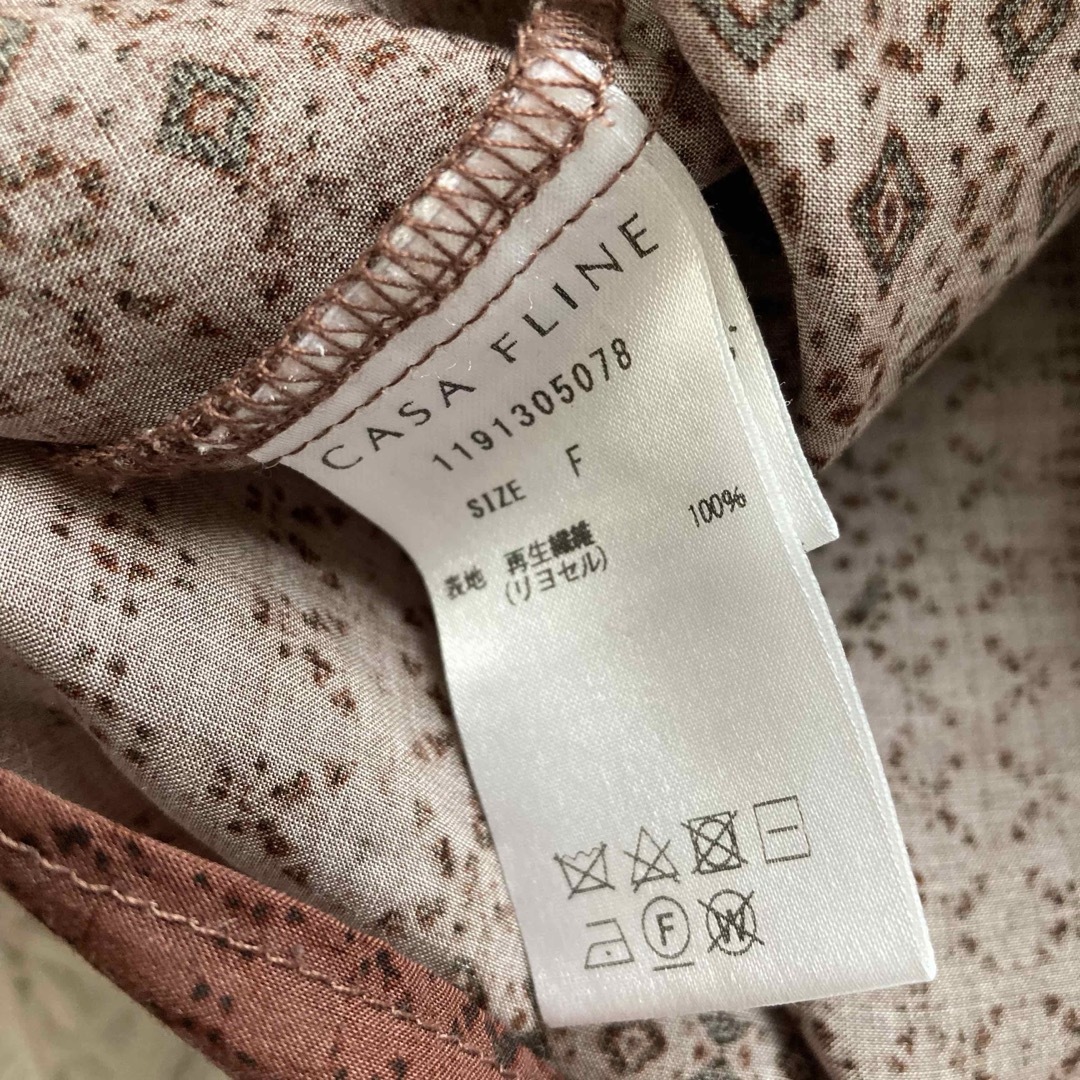 CASA FLINE
1191305078
SIZE F
表地 再生繊維 100%
(リヨセル)
F
W